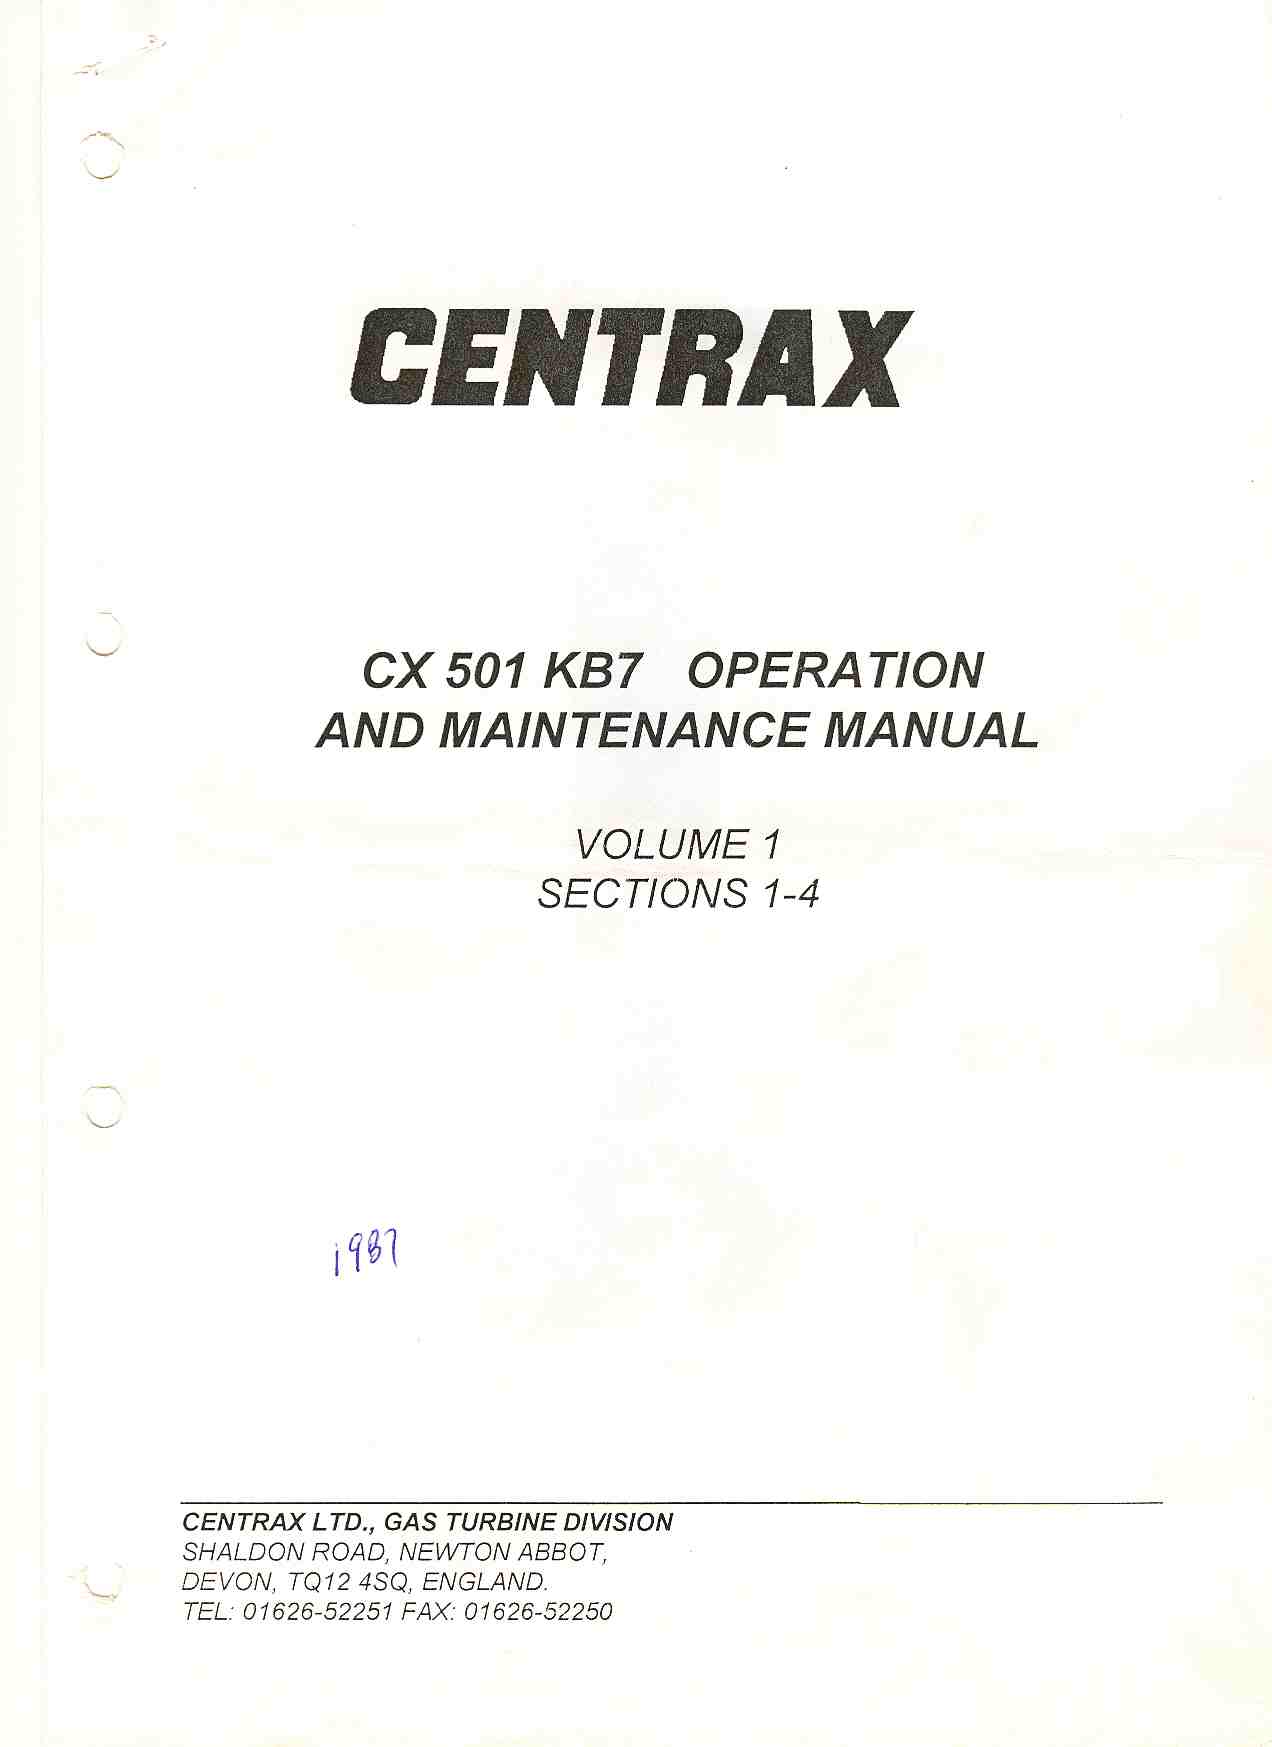 CENTRAX
CX 501 KB7 OPERATION
AND MAINTENANCE MANUAL
VOLUME 1
SECTIONS 1-4
1987
CENTRAX LTD., GAS TURBINE DIVISION
SHALDON ROAD, NEWTON ABBOT,
DEVON, TQ12 4SQ, ENGLAND.
TEL: 01626-52251 FAX: 01626-52250